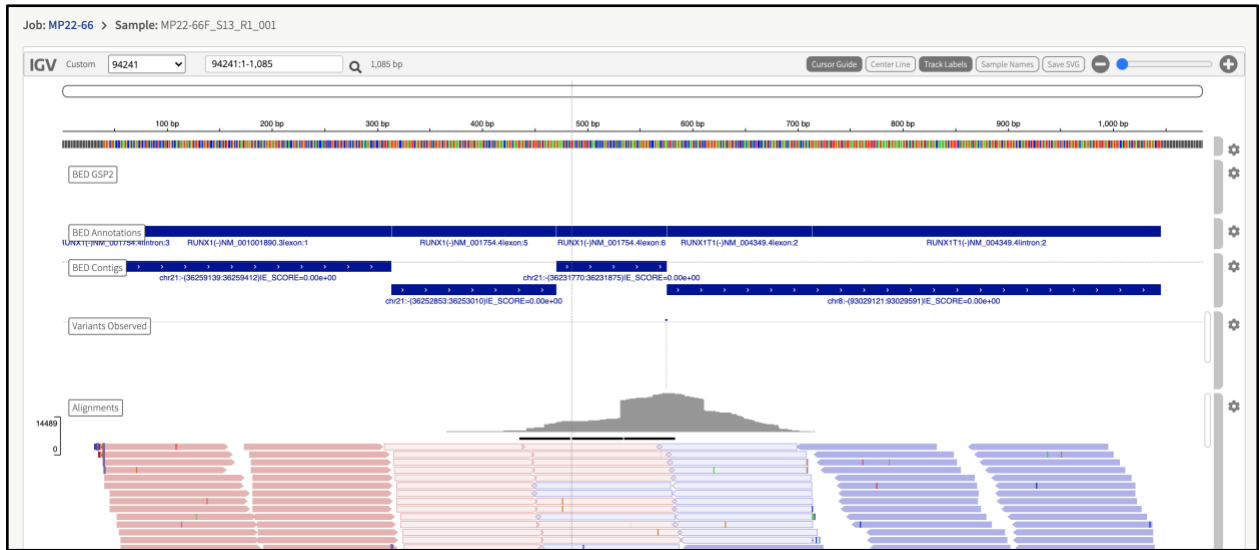 Job: MP22-66 > Sample: MP22-66F_S13_R1_001
IGV Custom 94241 94241:1-1,085 1,085 bp Cursor Guide Center Line Track Labels Sample Names Save SVG
100 bp 200 bp 300 bp 400 bp 500 bp 600 bp 700 bp 800 bp 900 bp 1,000 bp
BED GSP2
BED Annotations
RUNX1(-)NM_001754.4|intron:3 RUNX1(-)NM_001001890.3|exon:1 RUNX1(-)NM_001754.4|exon:5 RUNX1(-)NM_001754.4|exon:6 RUNX1T1(-)NM_004349.4|exon:2 RUNX1T1(-)NM_004349.4|intron:2
BED Contigs
chr21:-(36259139:36259412)|E_SCORE=0.00e+00 chr21:-(36231770:36231875)|E_SCORE=0.00e+00
chr21:-(36252853:36253010)|E_SCORE=0.00e+00 chr8:-(93029121:93029591)|E_SCORE=0.00e+00
Variants Observed
Alignments
14489
0